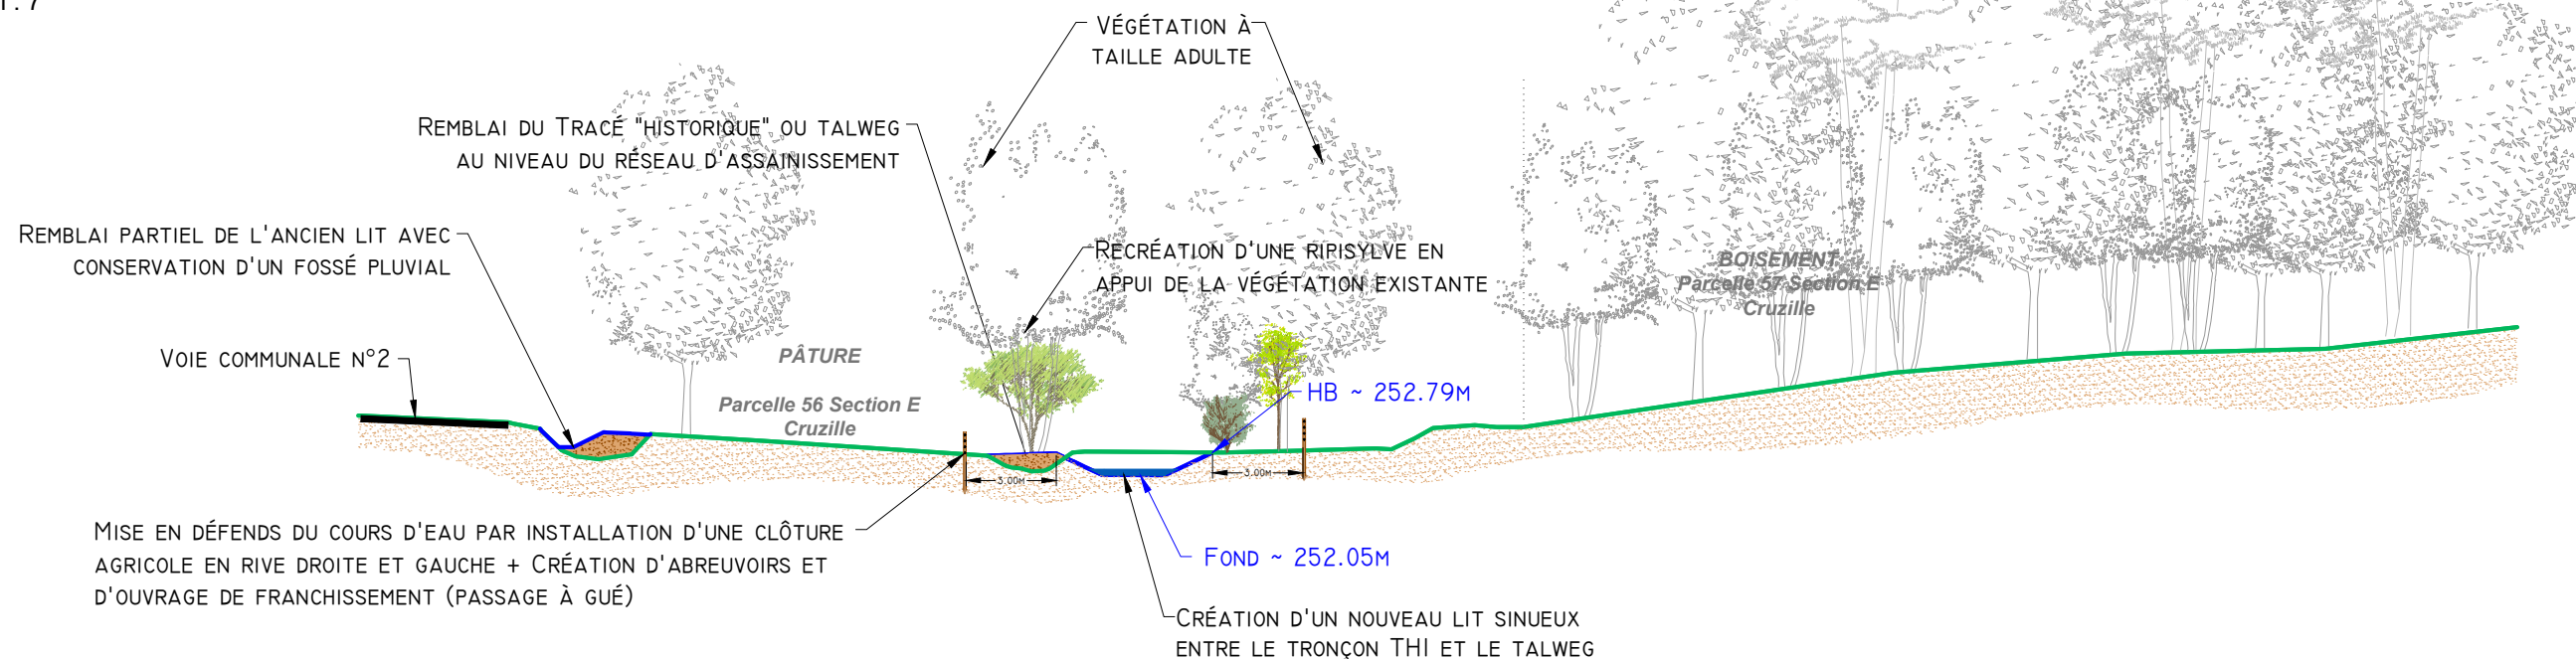 VÉGÉTATION À
TAILLE ADULTE
REMBLAI DU TRACÉ "HISTORIQUE" OU TALWEG
AU NIVEAU DU RÉSEAU D'ASSAINISSEMENT
REMBLAI PARTIEL DE L'ANCIEN LIT AVEC
CONSERVATION D'UN FOSSÉ PLUVIAL
RECRÉATION D'UNE RIPISYLVE EN
APPUI DE LA VÉGÉTATION EXISTANTE
BOISEMENT
Parcelle 57 Section E
Cruzille
VOIE COMMUNALE N°2
PÂTURE
Parcelle 56 Section E
Cruzille
HB ~ 252.79M
3.00M
3.00M
MISE EN DÉFENDS DU COURS D'EAU PAR INSTALLATION D'UNE CLÔTURE
AGRICOLE EN RIVE DROITE ET GAUCHE + CRÉATION D'ABREUVOIRS ET
D'OUVRAGE DE FRANCHISSEMENT (PASSAGE À GUÉ)
FOND ~ 252.05M
CRÉATION D'UN NOUVEAU LIT SINUEUX
ENTRE LE TRONÇON TH1 ET LE TALWEG